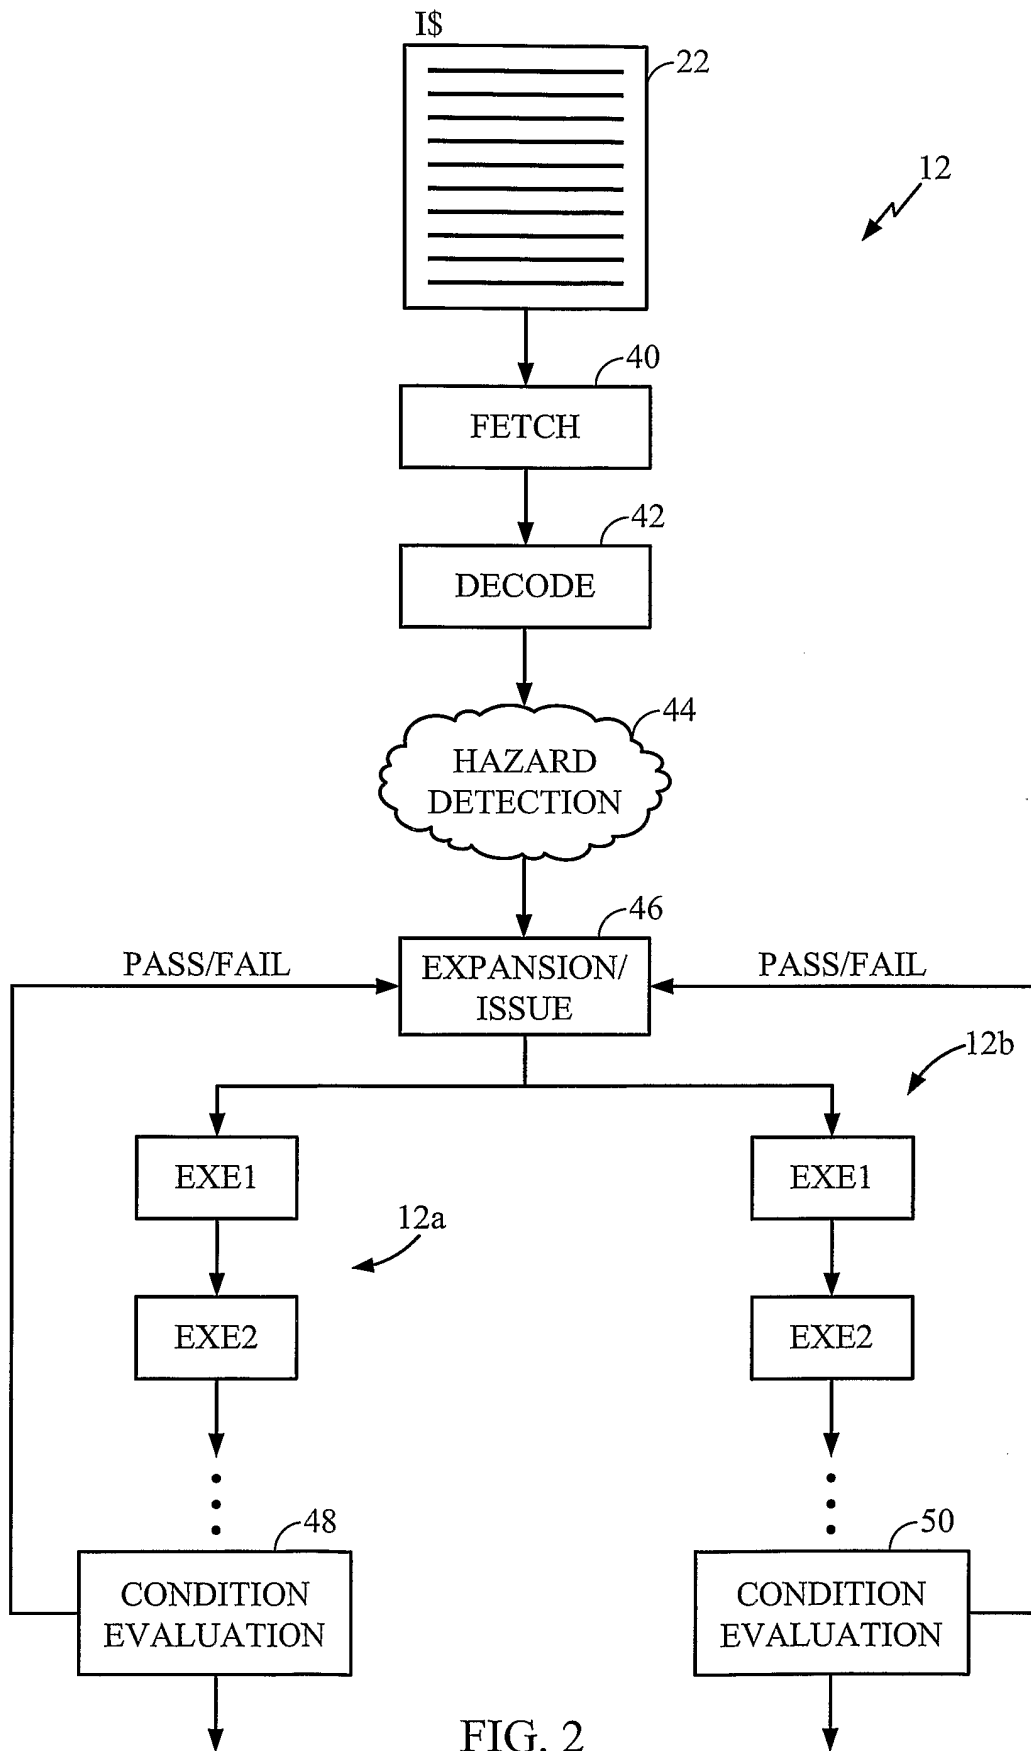 I$
22
12
40
FETCH
42
DECODE
44
HAZARD
DETECTION
46
PASS/FAIL
EXPANSION/
ISSUE
PASS/FAIL
12b
EXE1
EXE1
12a
EXE2
EXE2
48
50
CONDITION
EVALUATION
CONDITION
EVALUATION
FIG. 2